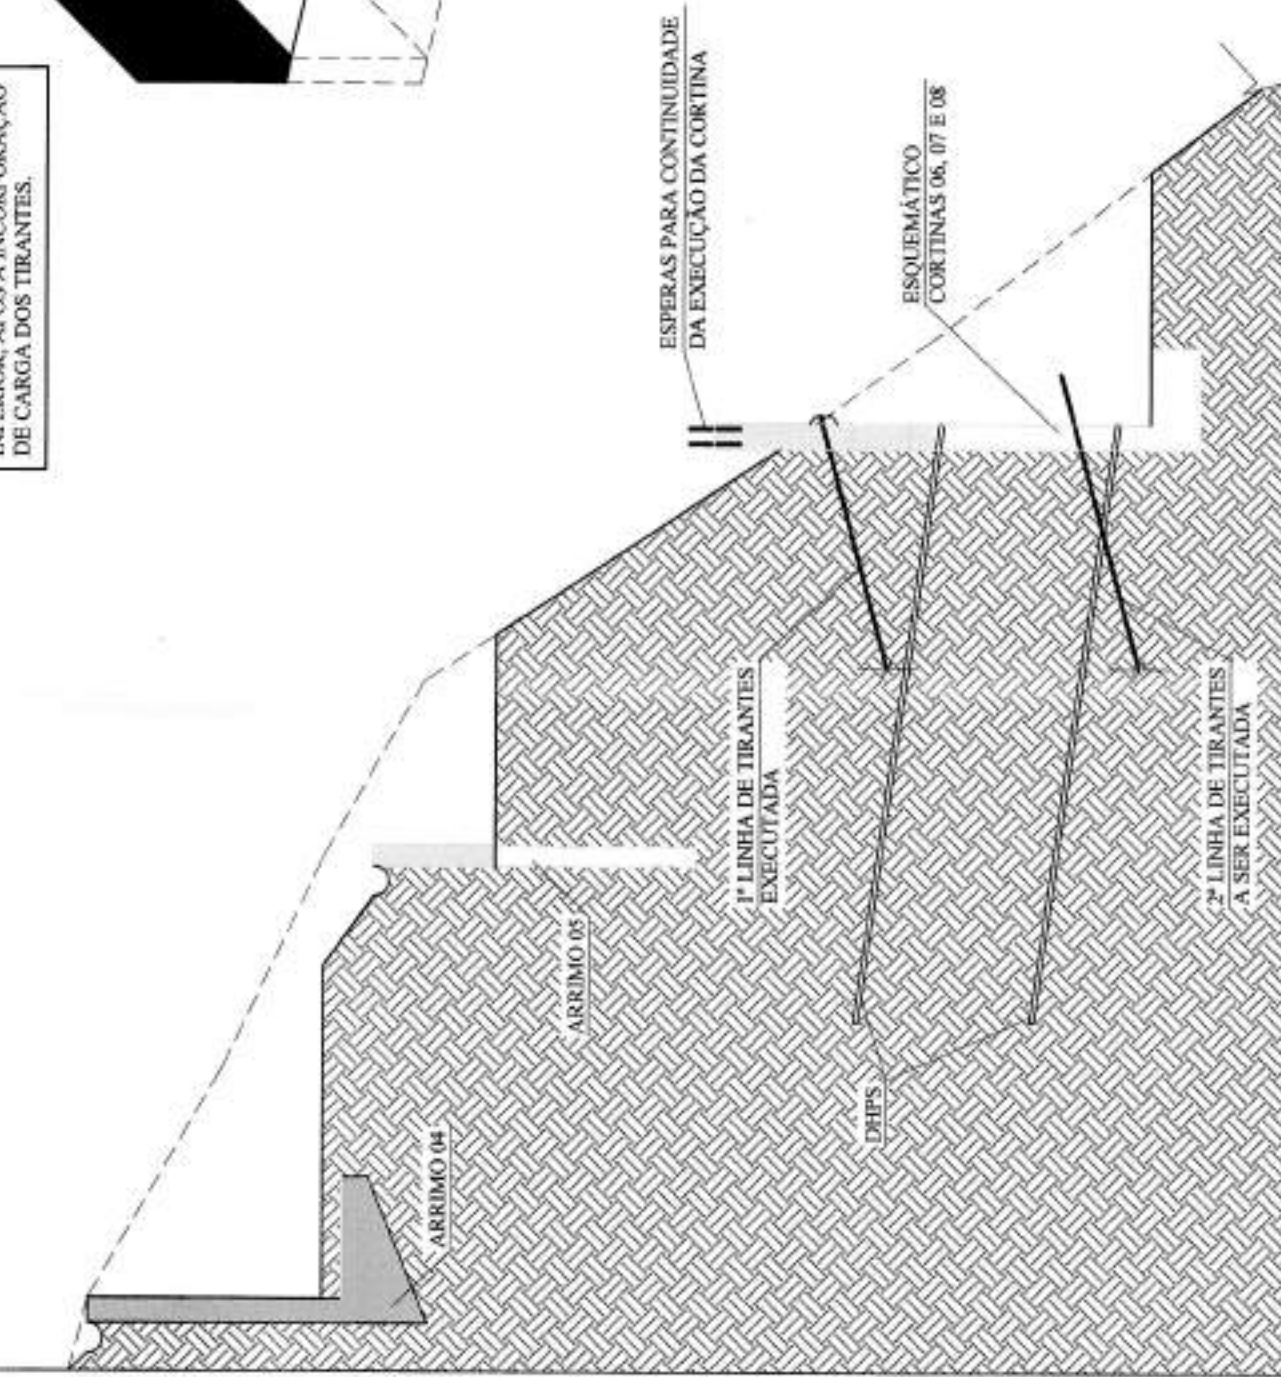 DE CARGA DOS TIRANTES.
ESPERAS PARA CONTINUIDADE
DA EXECUÇÃO DA CORTINA
ESQUEMÁTICO
CORTINAS 06, 07 E 08
1ª LINHA DE TIRANTES
EXECUTADA
2ª LINHA DE TIRANTES
A SER EXECUTADA
ARRIMO 05
DHPS
ARRIMO 04